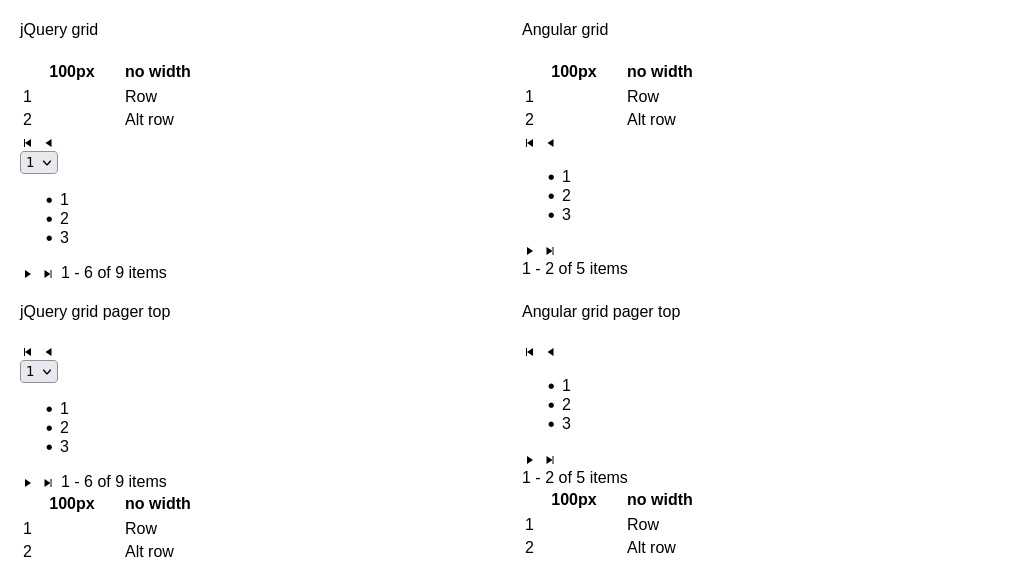 jQuery grid
100px no width
1 Row
2 Alt row
1
• 1
• 2
• 3
1 - 6 of 9 items
Angular grid
100px no width
1 Row
2 Alt row
• 1
• 2
• 3
1 - 2 of 5 items
jQuery grid pager top
1
• 1
• 2
• 3
1 - 6 of 9 items
100px no width
1 Row
2 Alt row
Angular grid pager top
• 1
• 2
• 3
1 - 2 of 5 items
100px no width
1 Row
2 Alt row